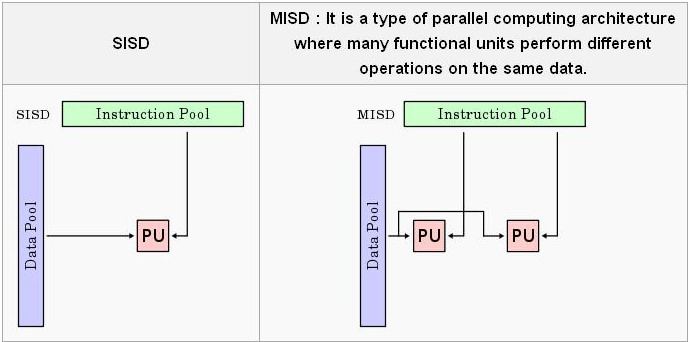 SISD
MISD : It is a type of parallel computing architecture
where many functional units perform different
operations on the same data.
SISD
Instruction Pool
Data Pool
PU
MISD
Instruction Pool
Data Pool
PU
PU